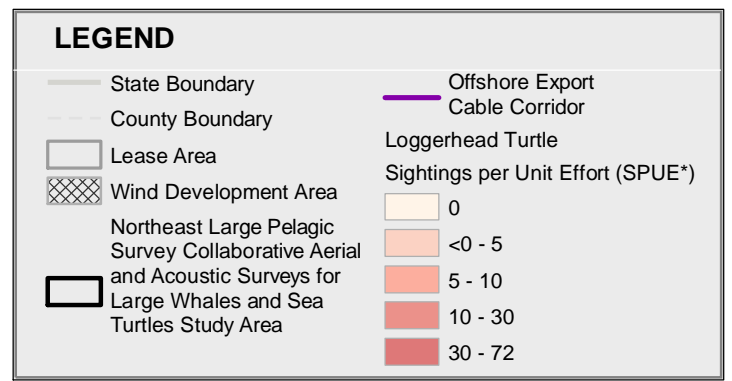 LEGEND
State Boundary
County Boundary
Lease Area
Wind Development Area
Northeast Large Pelagic
Survey Collaborative Aerial
and Acoustic Surveys for
Large Whales and Sea
Turtles Study Area
Offshore Export
Cable Corridor
Loggerhead Turtle
Sightings per Unit Effort (SPUE*)
0
<0 - 5
5 - 10
10 - 30
30 - 72